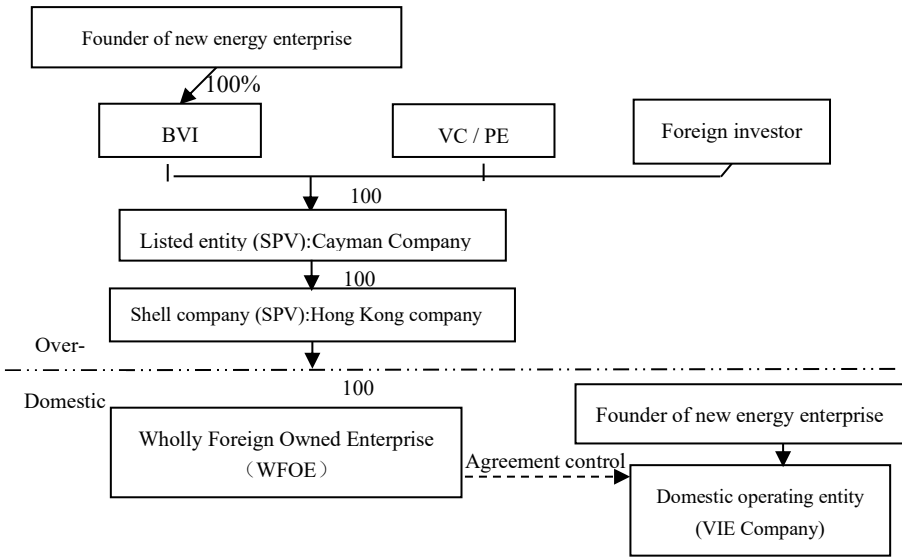 Founder of new energy enterprise
100%
BVI
VC / PE
Foreign investor
100
Listed entity (SPV):Cayman Company
100
Shell company (SPV):Hong Kong company
Over-
100
Domestic
Founder of new energy enterprise
Wholly Foreign Owned Enterprise
（WFOE）
Agreement control
Domestic operating entity
(VIE Company)